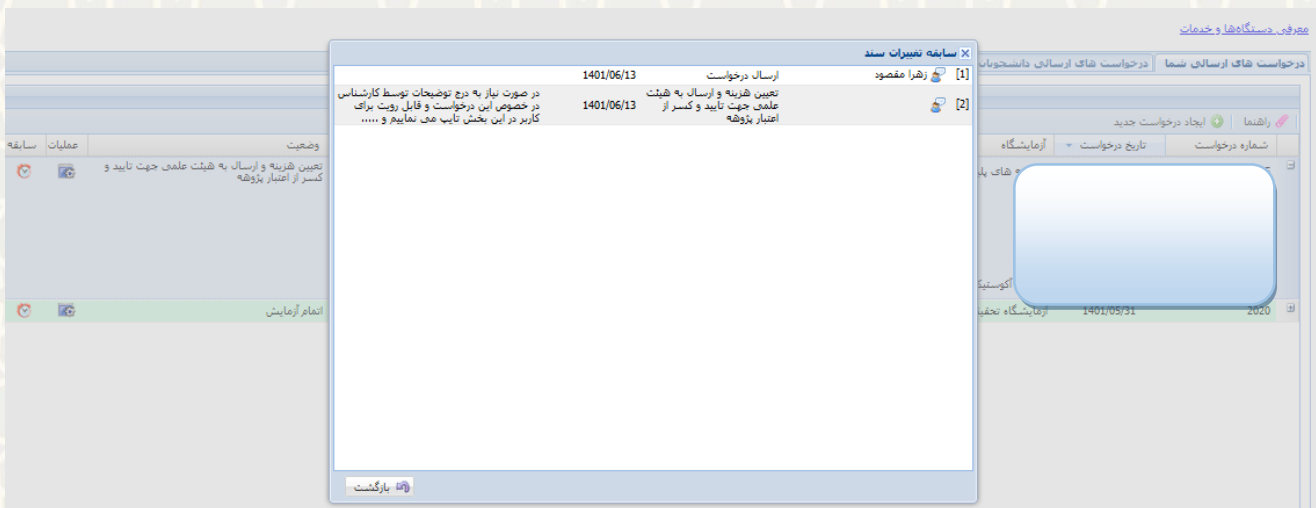 معرفی دستگاه‌ها و خدمات
درخواست های ارسالی شما
درخواست های ارسالی دانشجویان
راهنما
ایجاد درخواست جدید
شماره درخواست
تاریخ درخواست
آزمایشگاه
وضعیت
عملیات
سابقه
ه های
تعیین هزینه و ارسال به هیئت علمی جهت تایید و
کسر از اعتبار پژوهه
2020
1401/05/31
آزمایشگاه
اتمام آزمایش
سابقه تغییرات سند
[1]
زهرا مقصود
ارسال درخواست
1401/06/13
[2]
تعیین هزینه و ارسال به هیئت
علمی جهت تایید و کسر از
اعتبار پژوهه
1401/06/13
در صورت نیاز به درج توضیحات توسط کارشناس
در خصوص این درخواست و قابل رویت برای
کاربر در این بخش تایپ می نماییم و .....
بازگشت